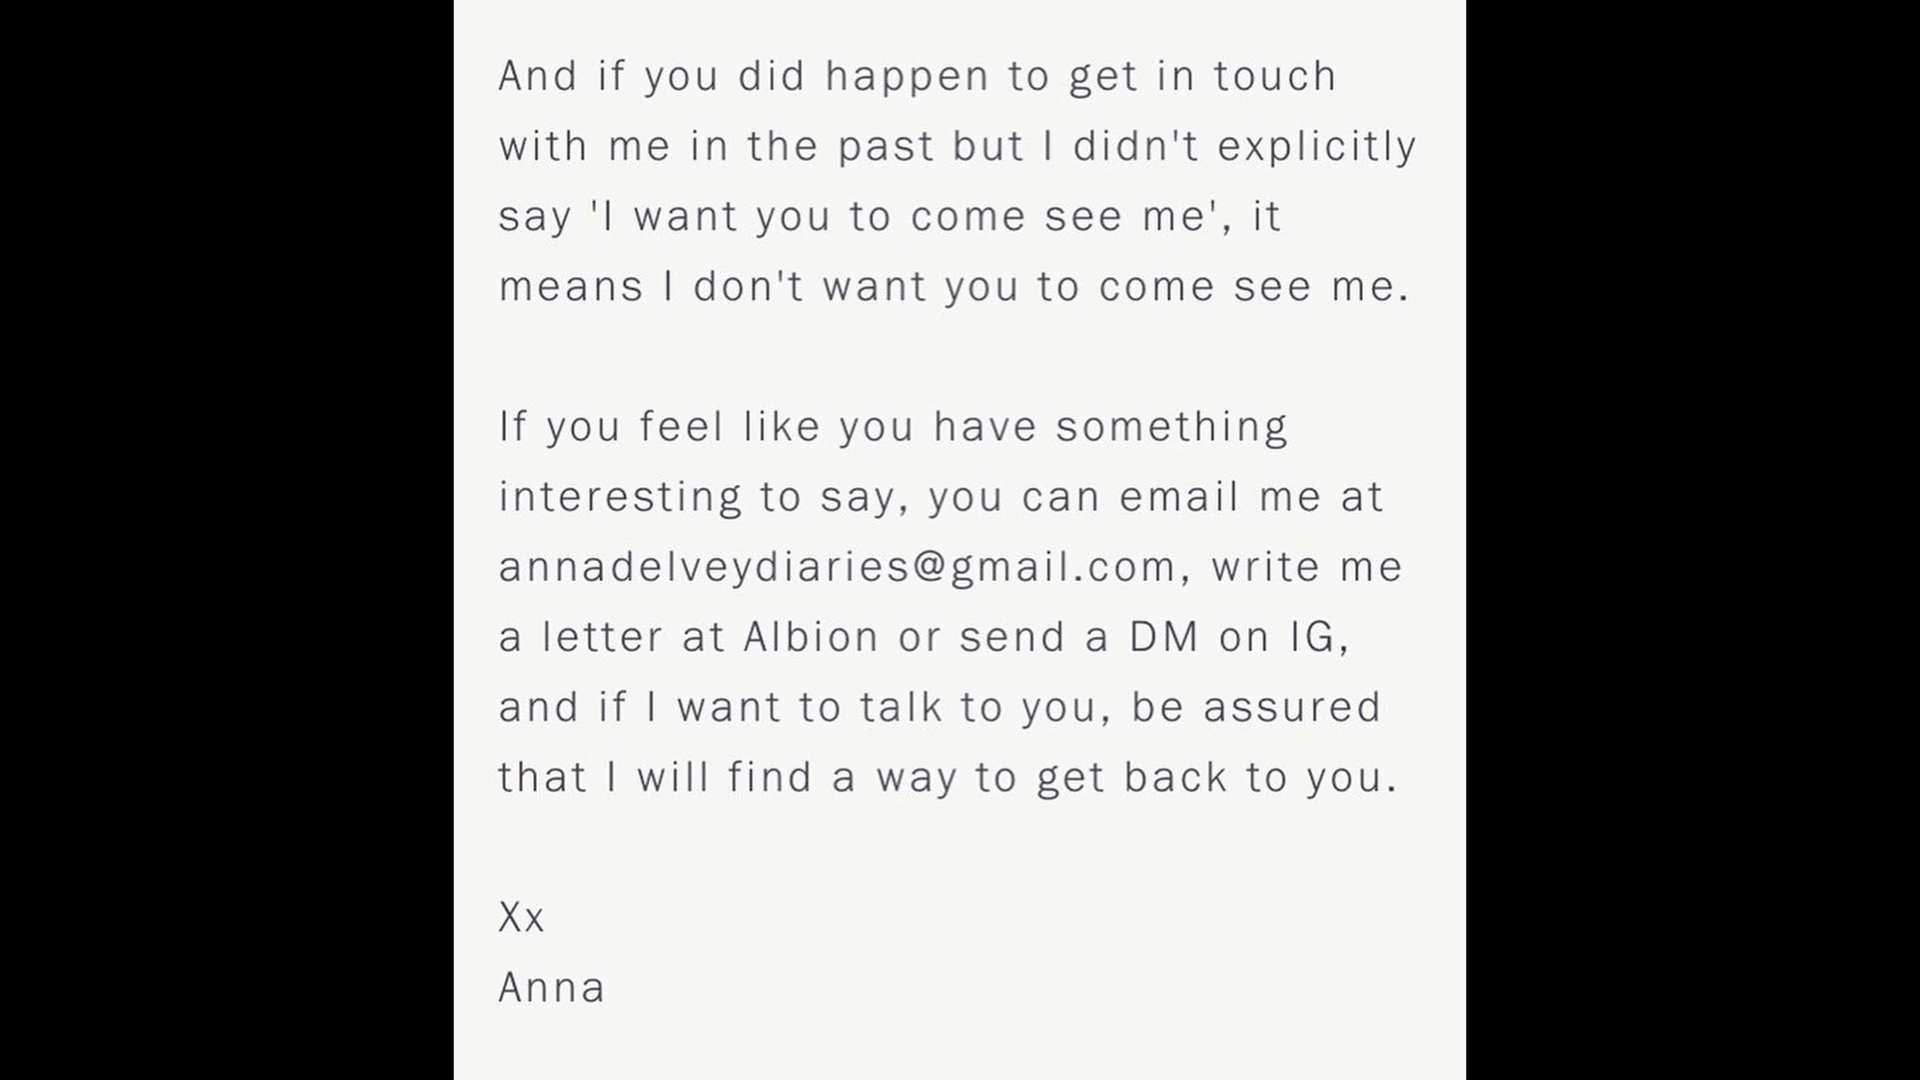 And if you did happen to get in touch
with me in the past but I didn't explicitly
say 'I want you to come see me', it
means I don't want you to come see me.
If you feel like you have something
interesting to say, you can email me at
annadelveydiaries@gmail.com, write me
a letter at Albion or send a DM on IG,
and if I want to talk to you, be assured
that I will find a way to get back to you.
Xx
Anna